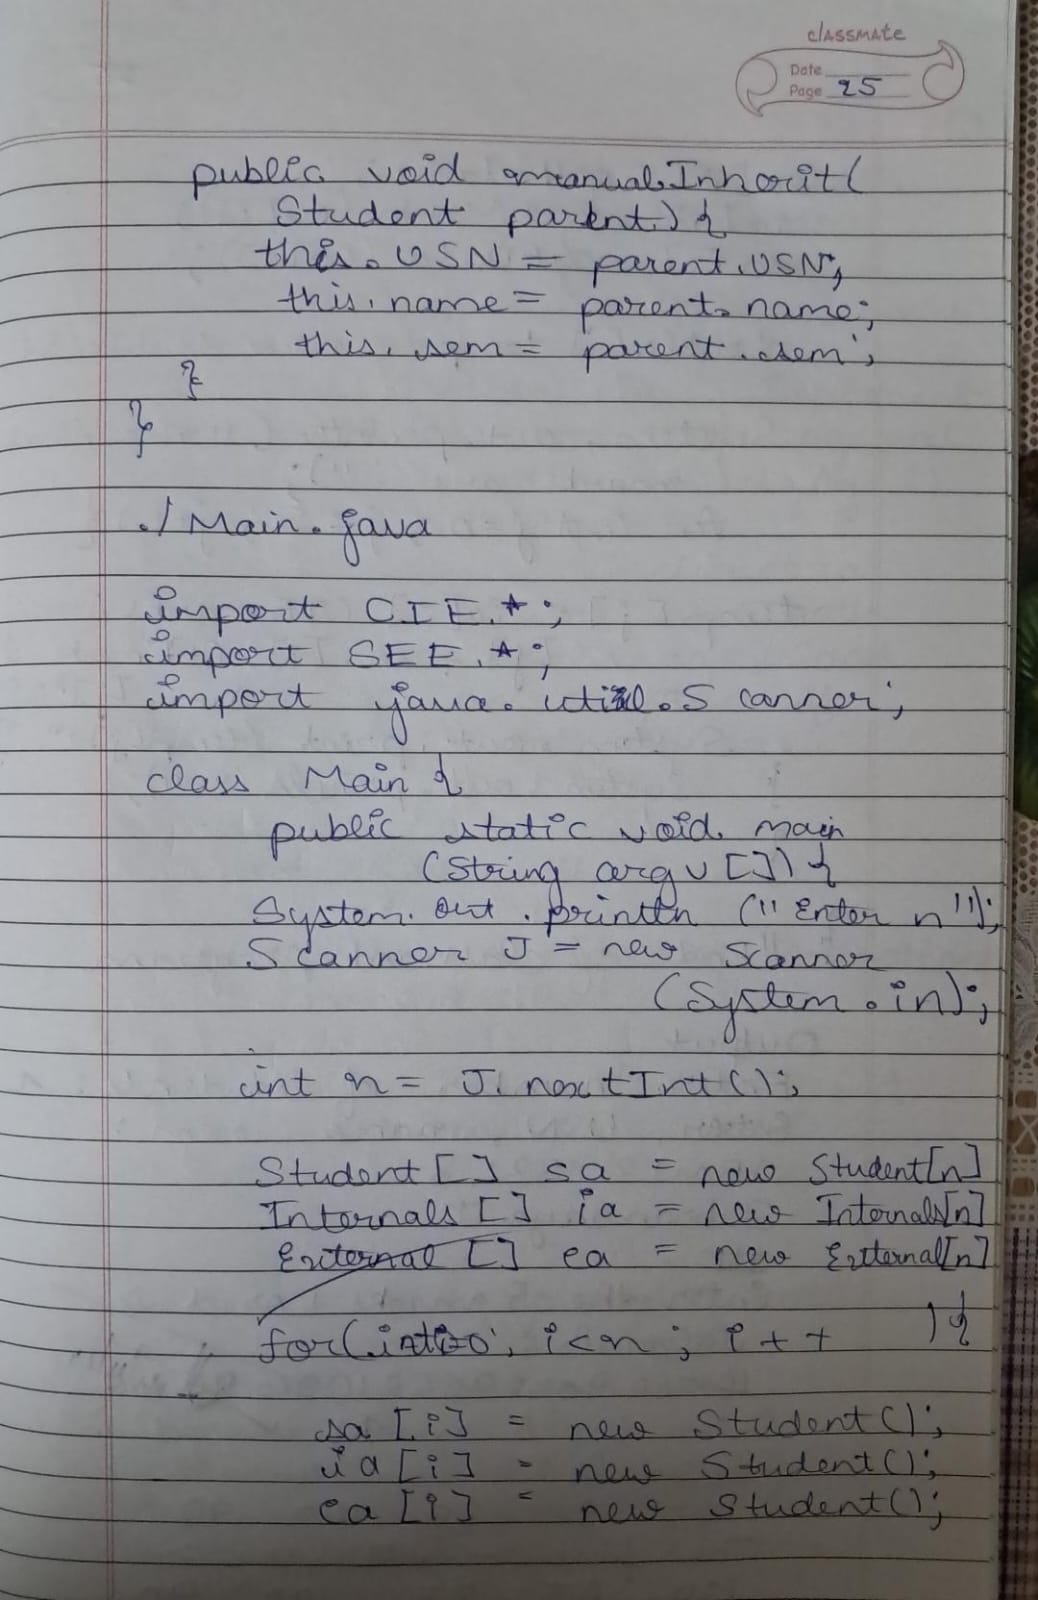 classmate
Date
Page 25
public void manualInherit(
Student parent) {
this.USN = parent.USN;
this.name = parent.name;
this.sem = parent.sem;
}
}
./Main.java
import CIE.*;
import SEE.*;
import java.util.Scanner;
class Main {
public static void main
(String argv[]) {
System.out.println ("Enter n");
Scanner J = new Scanner
(System.in);
int n = J.nextInt();
Student[] sa = new Student[n]
Internals[] ia = new Internals[n]
External[] ea = new External[n]
for(int i=0; i<n; i++ ) {
sa[i] = new Student();
ia[i] = new Student();
ea[i] = new Student();